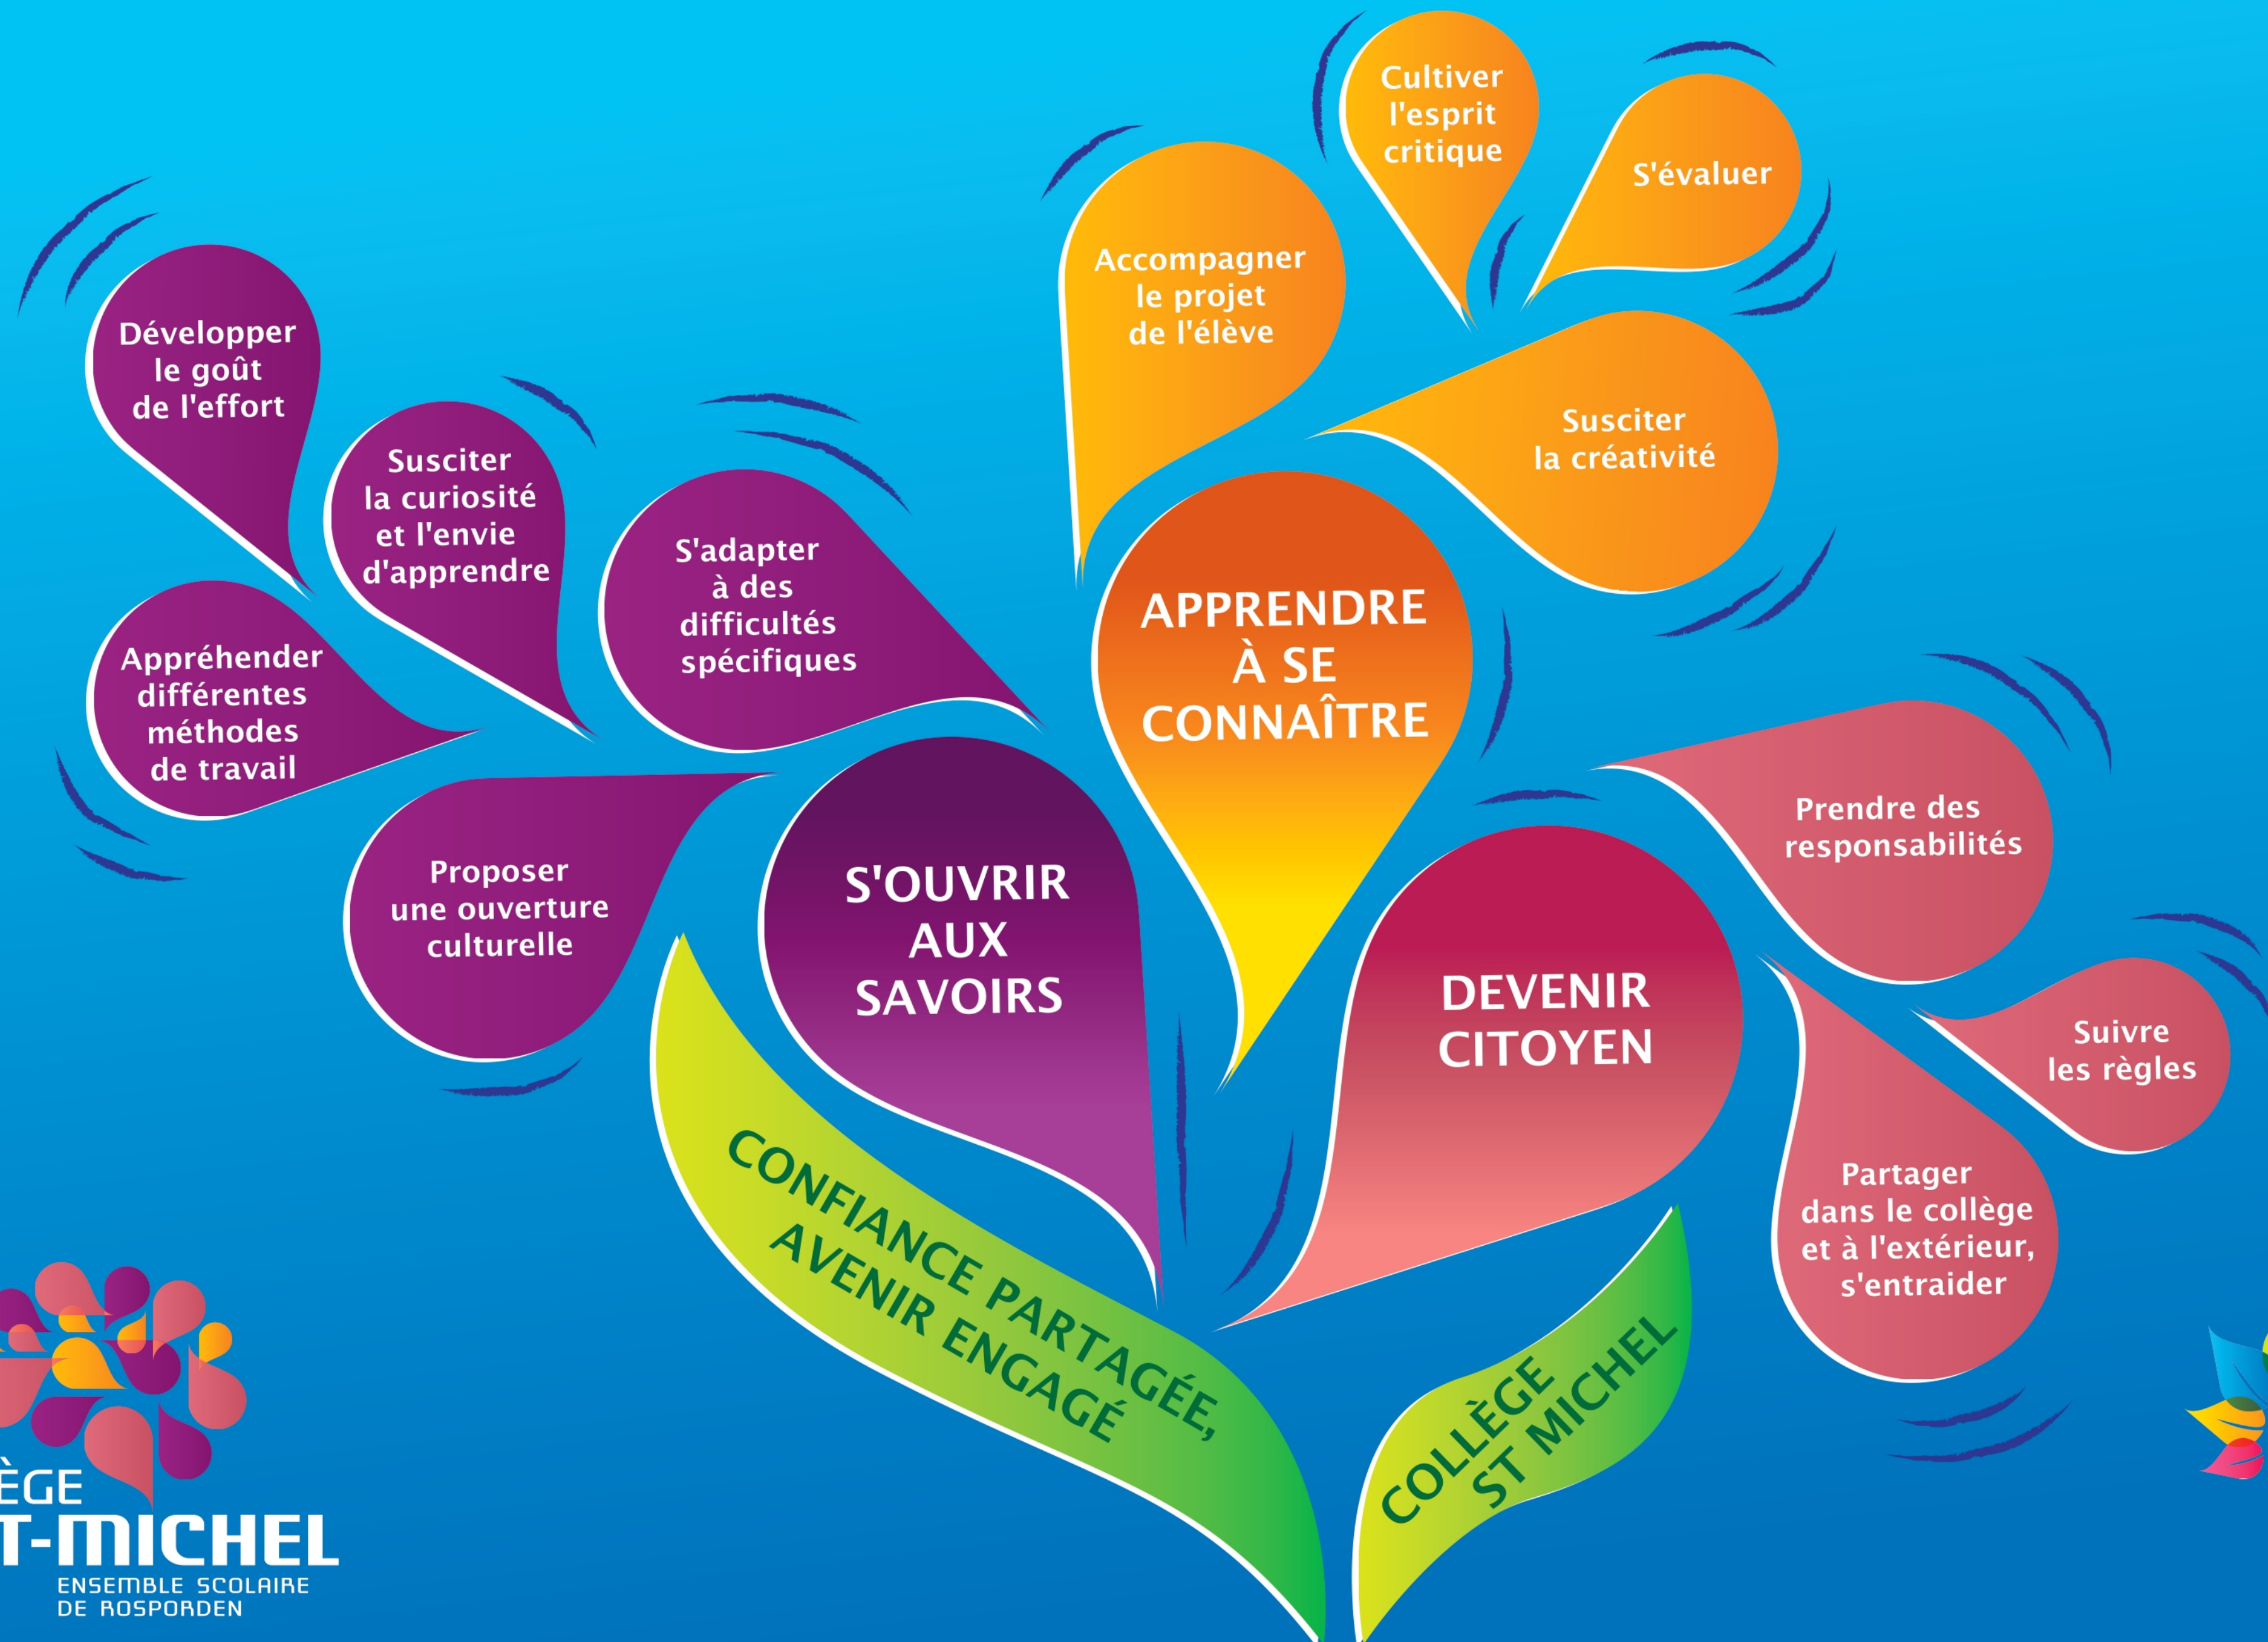 Cultiver
l'esprit
critique
S'évaluer
Accompagner
le projet
de l'élève
Susciter
la créativité
APPRENDRE
À SE
CONNAÎTRE
Développer
le goût
de l'effort
Susciter
la curiosité
et l'envie
d'apprendre
S'adapter
à des
difficultés
spécifiques
Appréhender
différentes
méthodes
de travail
Proposer
une ouverture
culturelle
S'OUVRIR
AUX
SAVOIRS
DEVENIR
CITOYEN
Prendre des
responsabilités
Suivre
les règles
Partager
dans le collège
et à l'extérieur,
s'entraider
CONFIANCE PARTAGÉE,
AVENIR ENGAGÉ
COLLÈGE
ST MICHEL
ÈGE
T-MICHEL
ENSEMBLE SCOLAIRE
DE ROSPORDEN